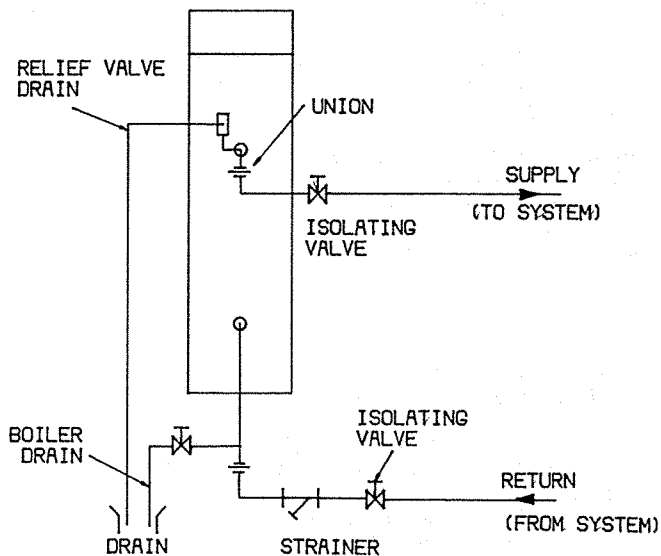 RELIEF VALVE
DRAIN
UNION
SUPPLY
(TO SYSTEM)
ISOLATING
VALVE
ISOLATING
VALVE
BOILER
DRAIN
RETURN
(FROM SYSTEM)
DRAIN
STRAINER